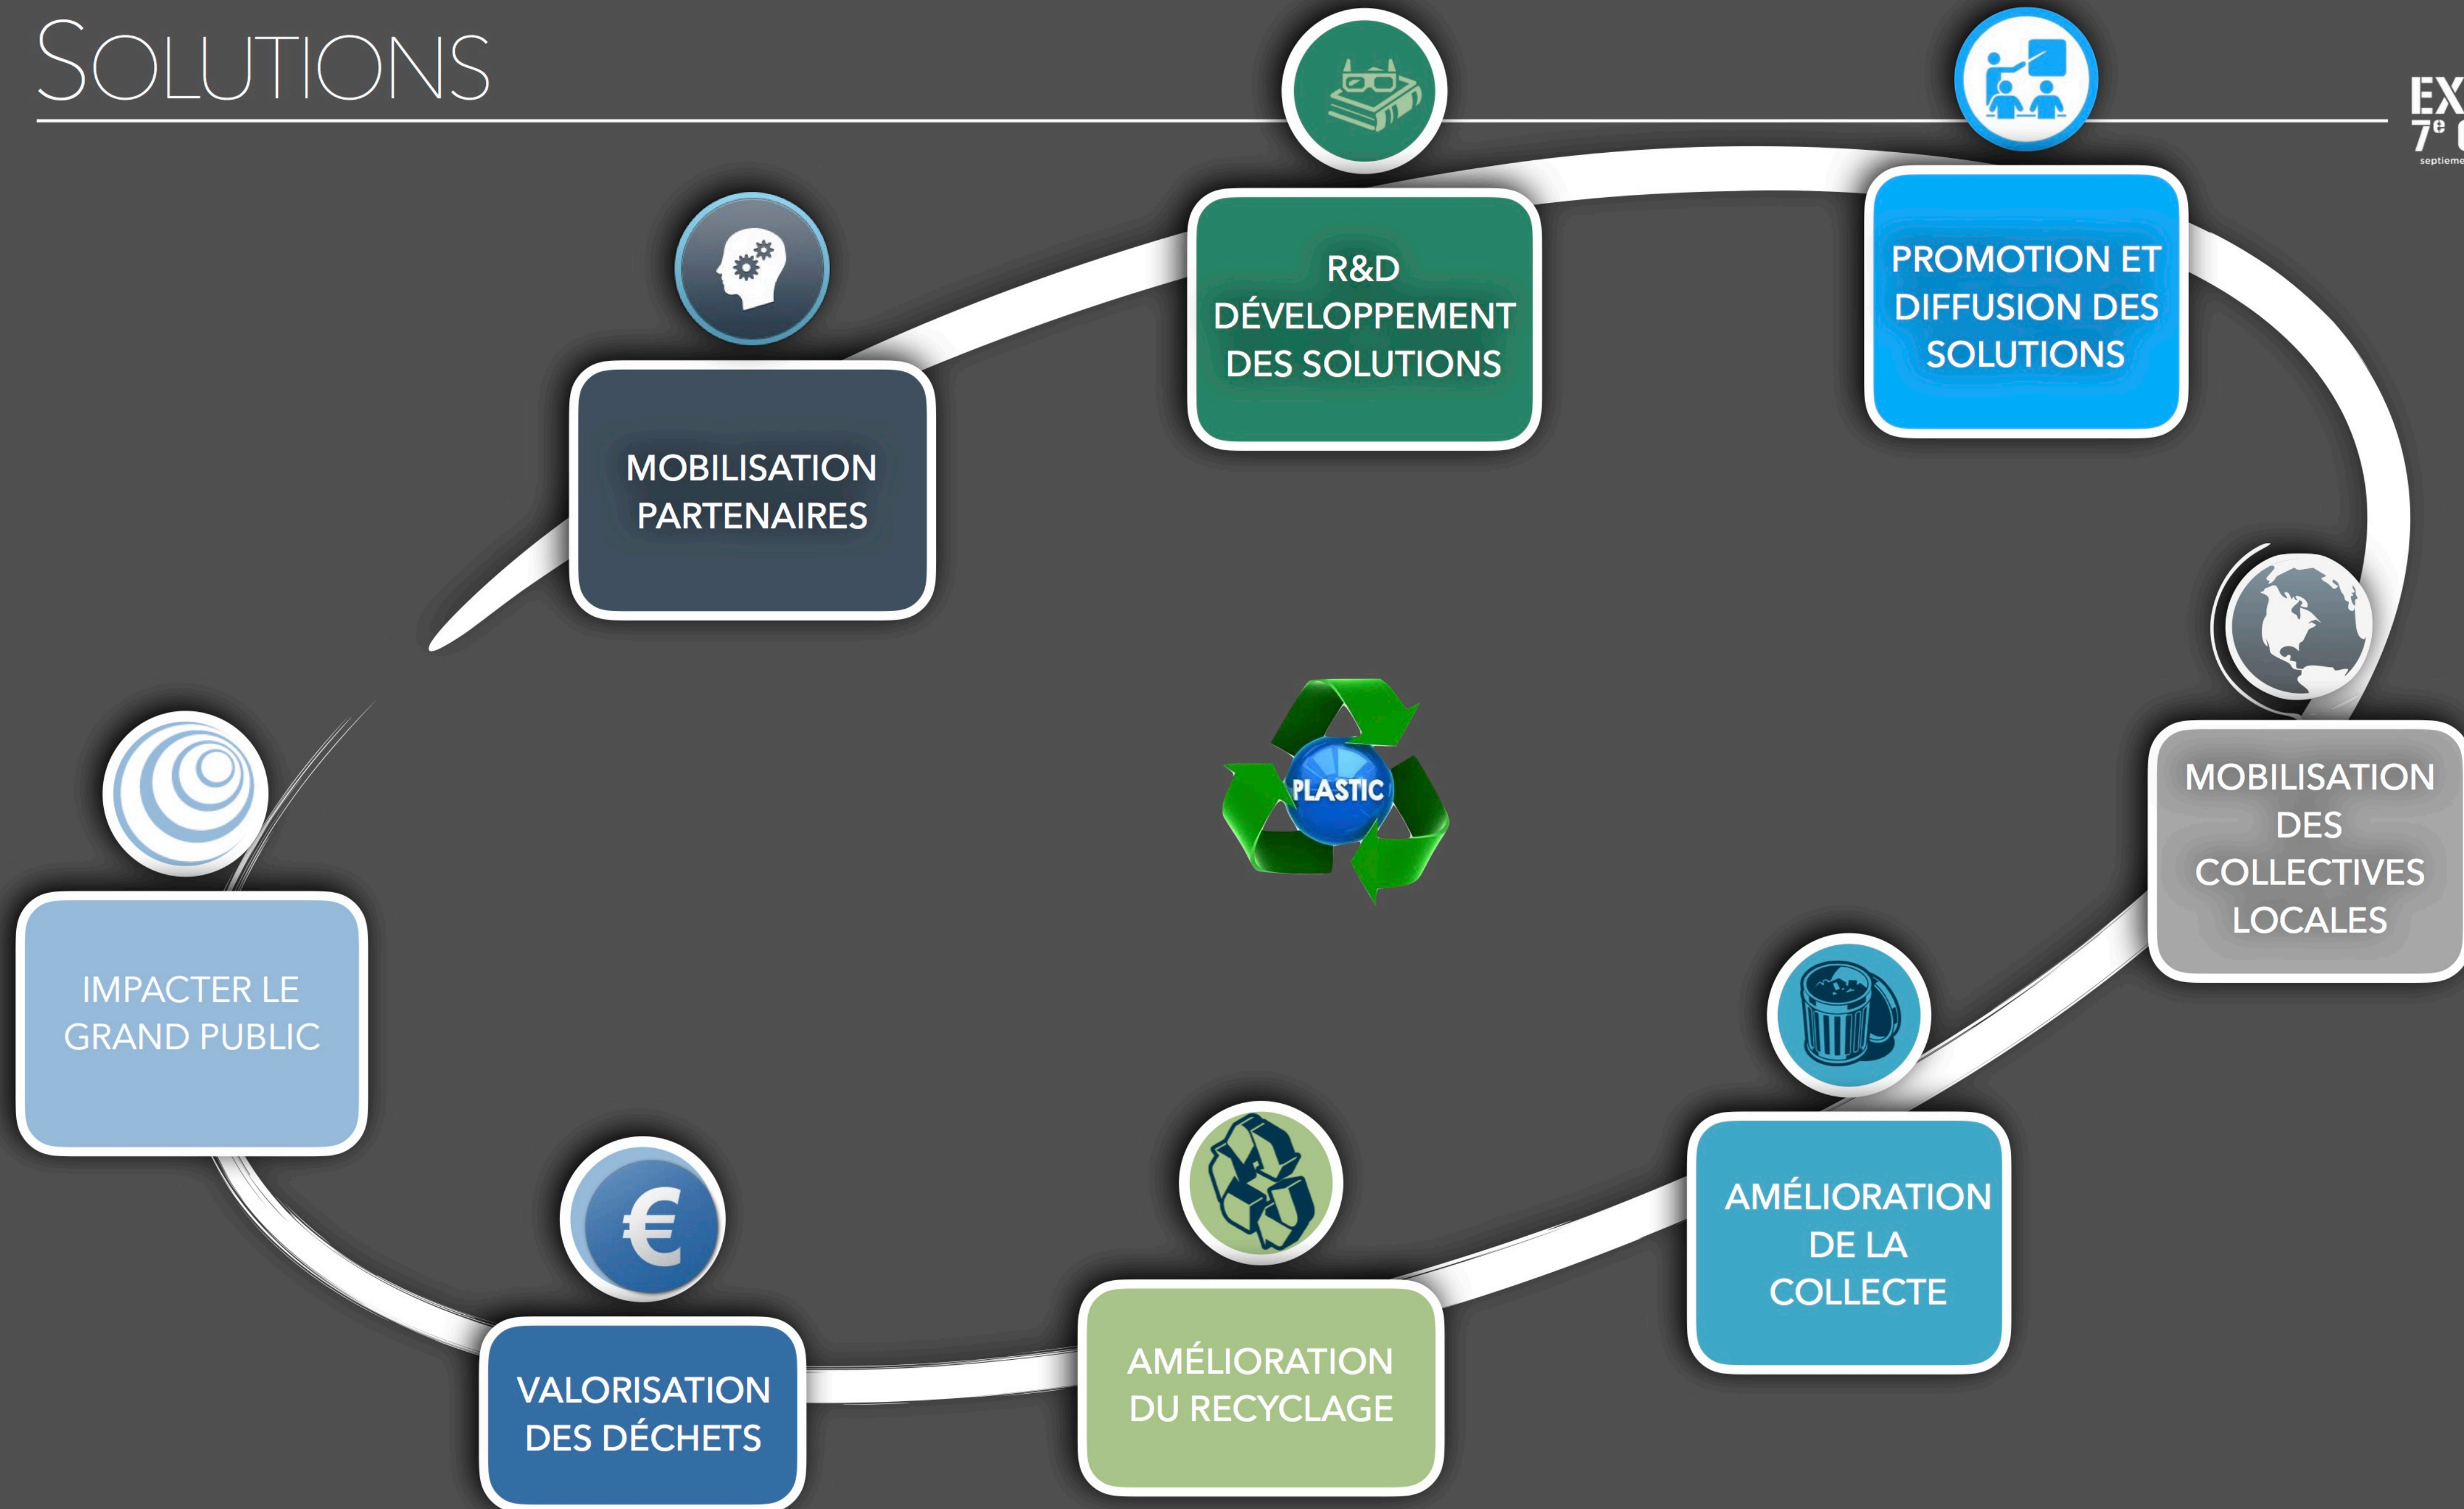 SOLUTIONS
7e
MOBILISATION
PARTENAIRES
R&D
DÉVELOPPEMENT
DES SOLUTIONS
PROMOTION ET
DIFFUSION DES
SOLUTIONS
MOBILISATION
DES
COLLECTIVES
LOCALES
AMÉLIORATION
DE LA
COLLECTE
AMÉLIORATION
DU RECYCLAGE
€
VALORISATION
DES DÉCHETS
IMPACTER LE
GRAND PUBLIC
PLASTIC